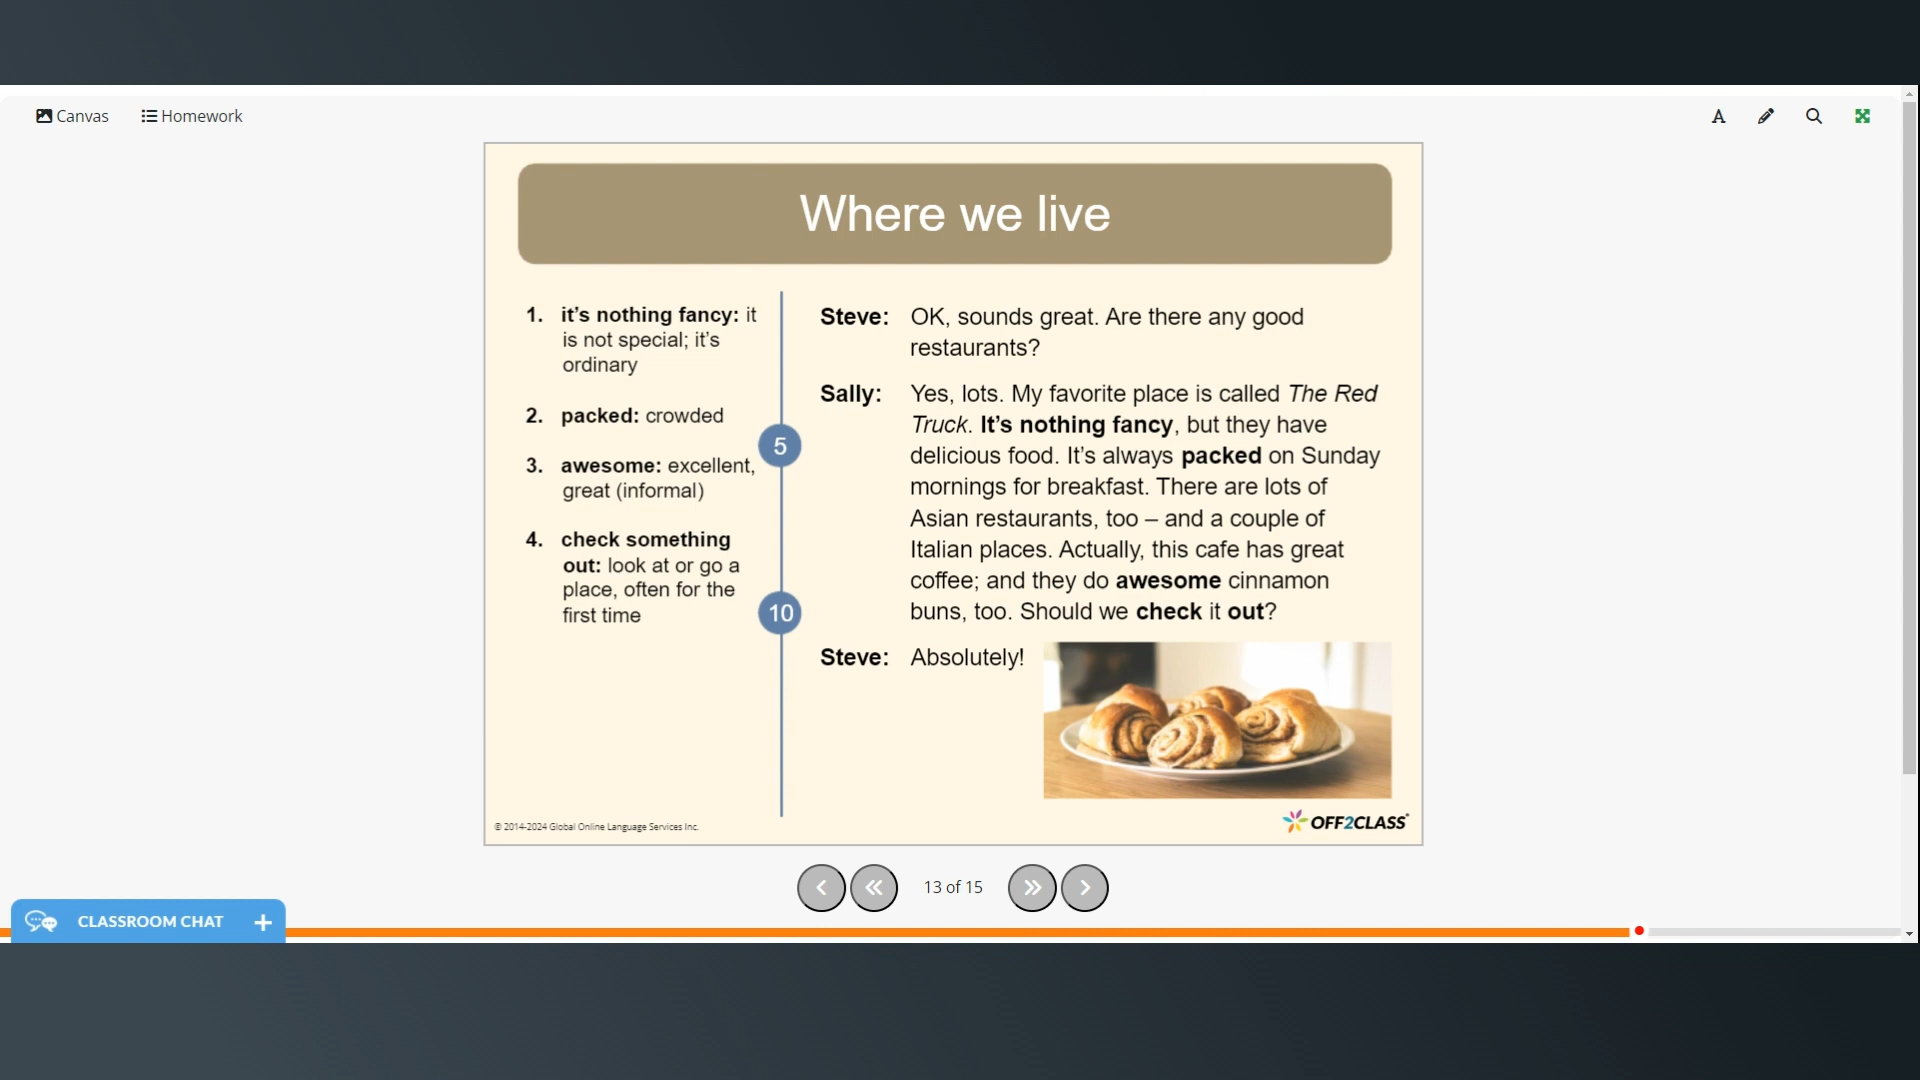 Canvas
Homework
A
Where we live
1. it's nothing fancy: it
is not special; it's
ordinary
2. packed: crowded
3. awesome: excellent,
great (informal)
4. check something
out: look at or go a
place, often for the
first time
5
10
Steve: OK, sounds great. Are there any good
restaurants?
Sally: Yes, lots. My favorite place is called The Red
Truck. It's nothing fancy, but they have
delicious food. It's always packed on Sunday
mornings for breakfast. There are lots of
Asian restaurants, too – and a couple of
Italian places. Actually, this cafe has great
coffee; and they do awesome cinnamon
buns, too. Should we check it out?
Steve: Absolutely!
© 2014-2024 Global Online Language Services Inc.
OFF2CLASS
13 of 15
CLASSROOM CHAT +